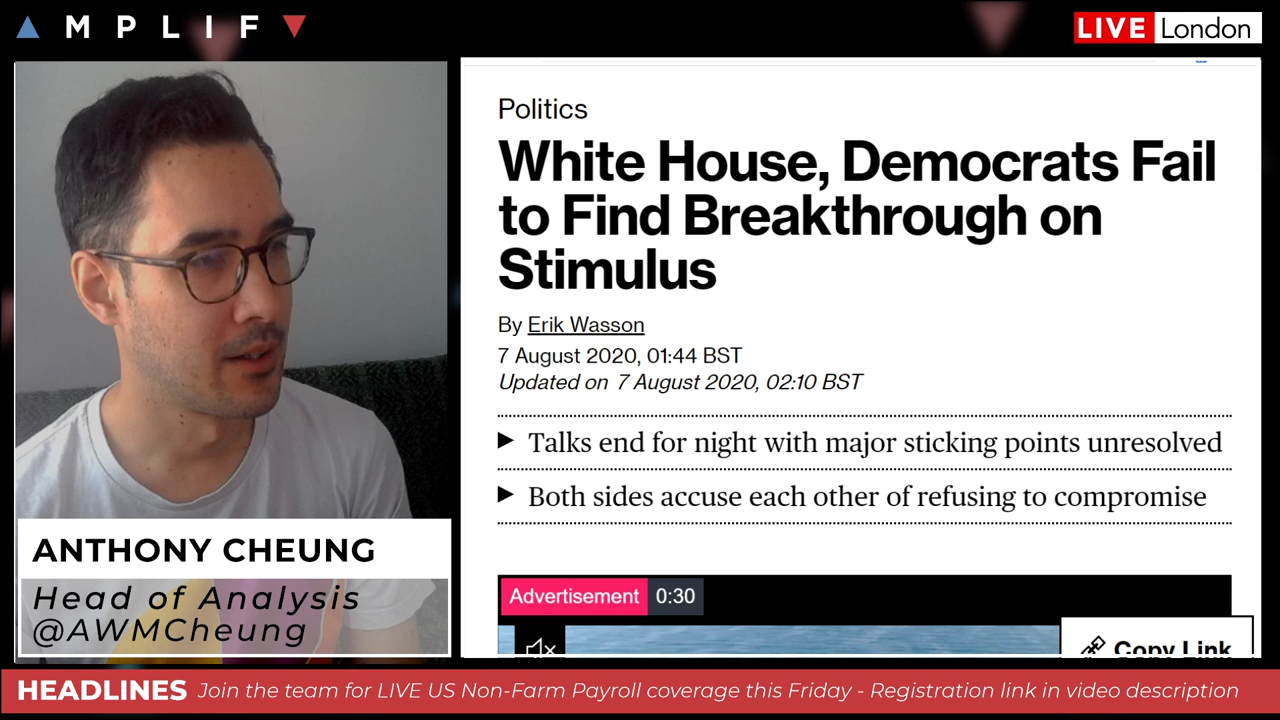 AMPLIFY
LIVE London
Politics
White House, Democrats Fail
to Find Breakthrough on
Stimulus
By Erik Wasson
7 August 2020, 01:44 BST
Updated on 7 August 2020, 02:10 BST
Talks end for night with major sticking points unresolved
Both sides accuse each other of refusing to compromise
Advertisement 0:30
Copy Link
ANTHONY CHEUNG
Head of Analysis
@AWMCheung
HEADLINES Join the team for LIVE US Non-Farm Payroll coverage this Friday - Registration link in video description